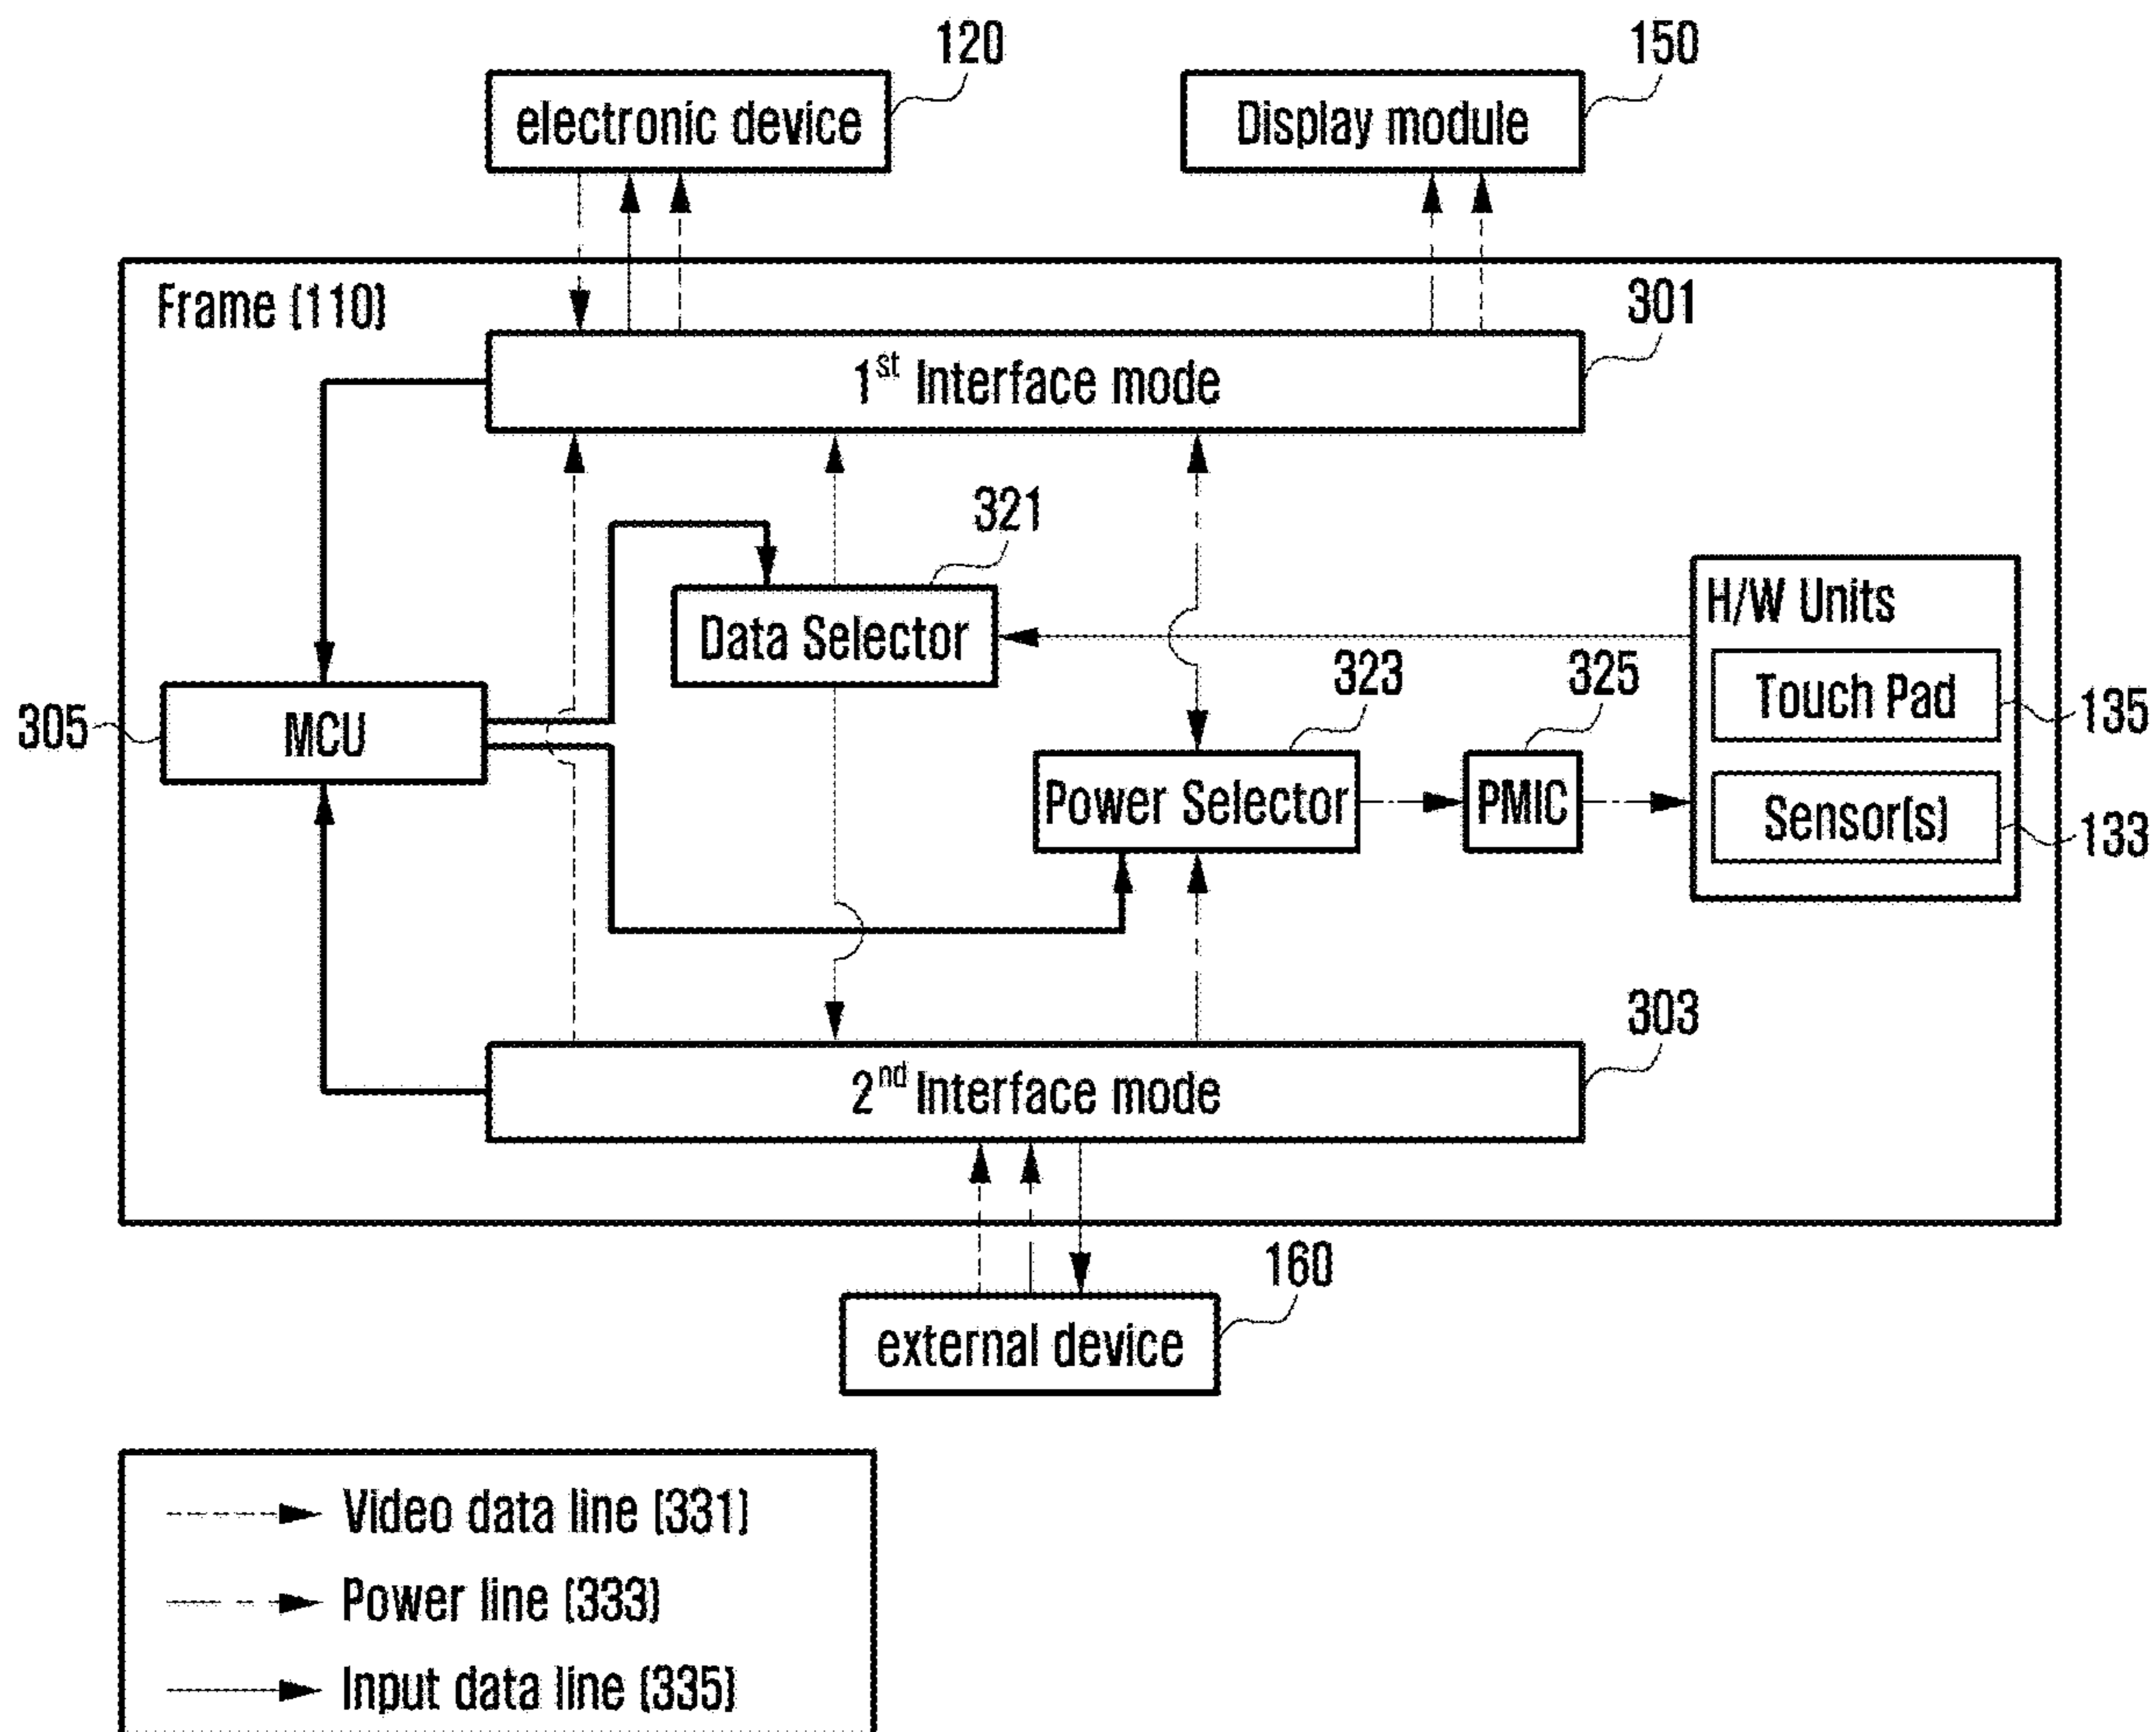 120
150
electronic device
Display module
Frame (110)
301
1st Interface mode
321
Data Selector
H/W Units
323
325
Touch Pad
135
305
MCU
Power Selector
PMIC
Sensor(s)
133
303
2nd Interface mode
160
external device
Video data line (331)
Power line (333)
Input data line (335)